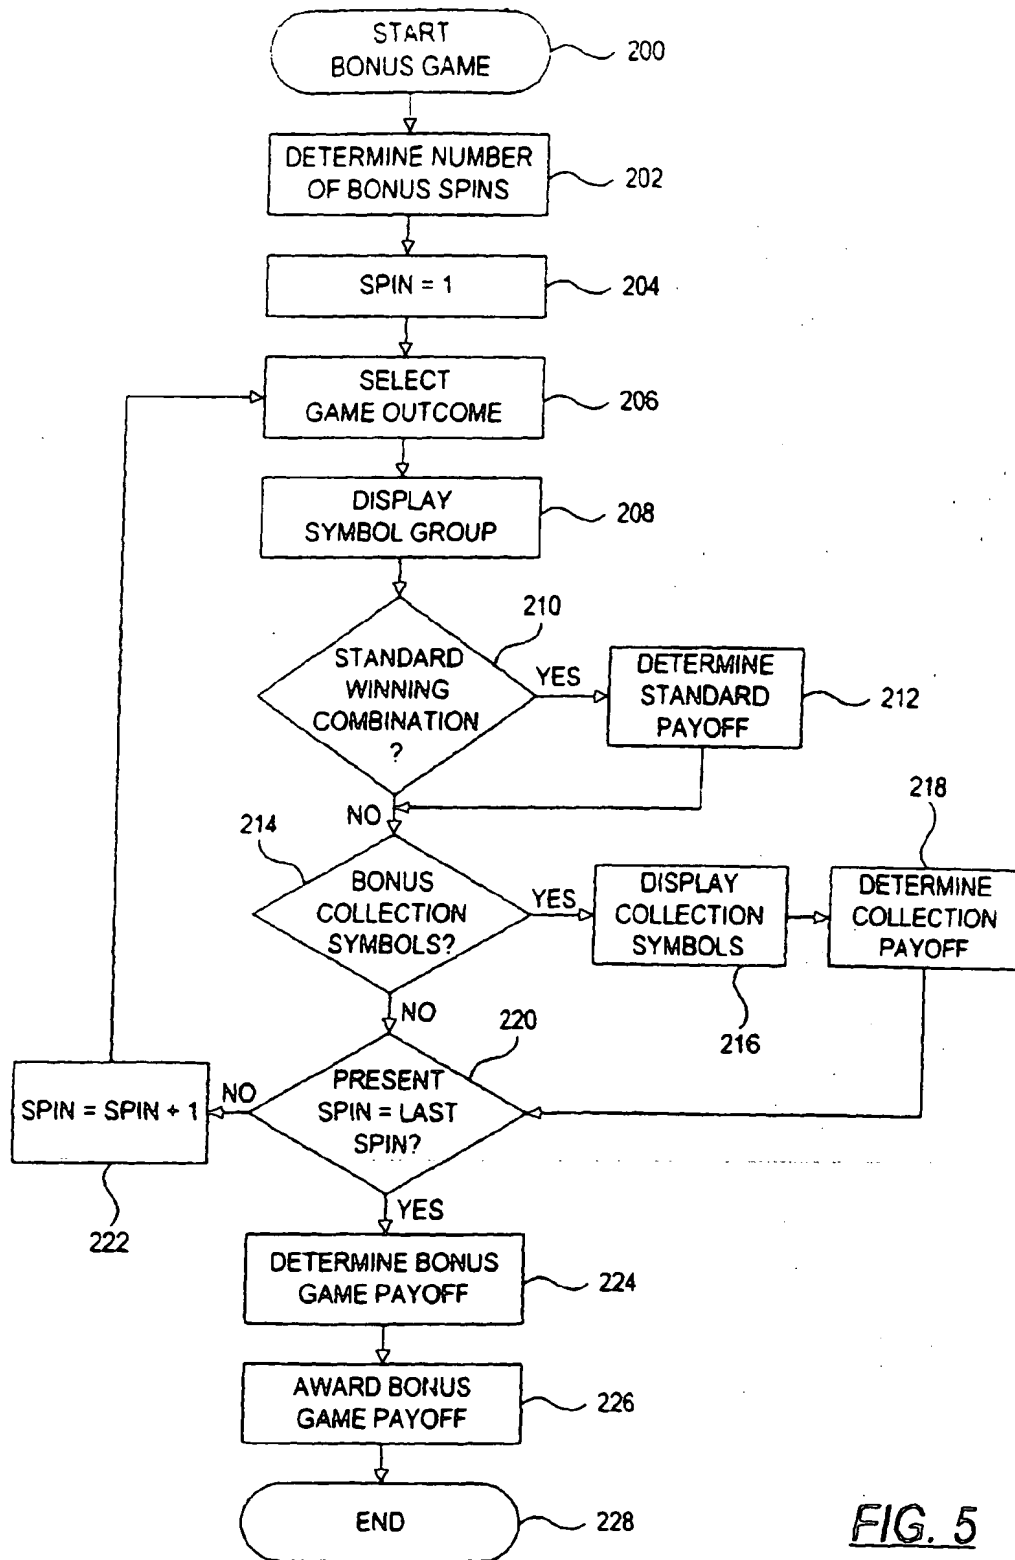 START
BONUS GAME
200
DETERMINE NUMBER
OF BONUS SPINS
202
SPIN = 1
204
SELECT
GAME OUTCOME
206
DISPLAY
SYMBOL GROUP
208
210
STANDARD
WINNING
COMBINATION
?
YES
DETERMINE
STANDARD
PAYOFF
212
NO
214
BONUS
COLLECTION
SYMBOLS?
YES
DISPLAY
COLLECTION
SYMBOLS
216
218
DETERMINE
COLLECTION
PAYOFF
NO
220
PRESENT
SPIN = LAST
SPIN?
NO
SPIN = SPIN + 1
222
YES
DETERMINE BONUS
GAME PAYOFF
224
AWARD BONUS
GAME PAYOFF
226
END
228
FIG. 5